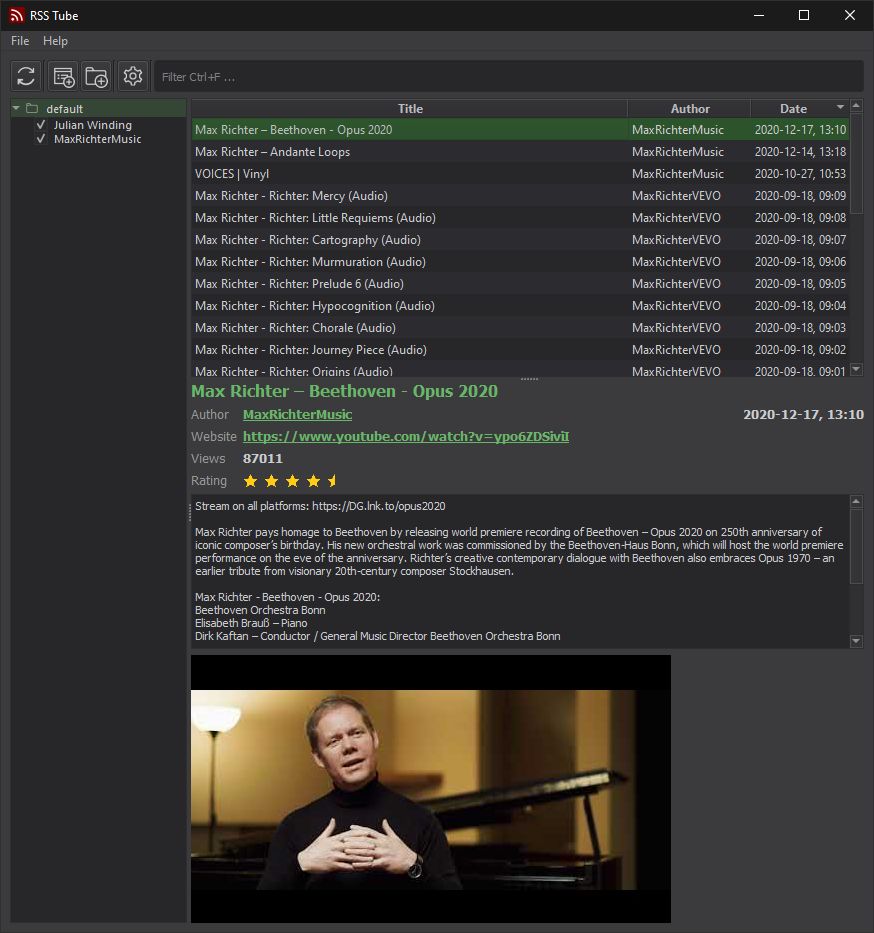 RSS Tube
File Help
Filter Ctrl+F ...
default
Julian Winding
MaxRichterMusic
Title Author Date
Max Richter – Beethoven - Opus 2020 MaxRichterMusic 2020-12-17, 13:10
Max Richter – Andante Loops MaxRichterMusic 2020-12-14, 13:18
VOICES | Vinyl MaxRichterMusic 2020-10-27, 10:53
Max Richter - Richter: Mercy (Audio) MaxRichterVEVO 2020-09-18, 09:09
Max Richter - Richter: Little Requiems (Audio) MaxRichterVEVO 2020-09-18, 09:08
Max Richter - Richter: Cartography (Audio) MaxRichterVEVO 2020-09-18, 09:07
Max Richter - Richter: Murmuration (Audio) MaxRichterVEVO 2020-09-18, 09:06
Max Richter - Richter: Prelude 6 (Audio) MaxRichterVEVO 2020-09-18, 09:05
Max Richter - Richter: Hypocognition (Audio) MaxRichterVEVO 2020-09-18, 09:04
Max Richter - Richter: Chorale (Audio) MaxRichterVEVO 2020-09-18, 09:03
Max Richter - Richter: Journey Piece (Audio) MaxRichterVEVO 2020-09-18, 09:02
Max Richter - Richter: Origins (Audio) MaxRichterVEVO 2020-09-18, 09:01
Max Richter – Beethoven - Opus 2020
Author MaxRichterMusic 2020-12-17, 13:10
Website https://www.youtube.com/watch?v=ypo6ZDSiviI
Views 87011
Rating
Stream on all platforms: https://DG.lnk.to/opus2020
Max Richter pays homage to Beethoven by releasing world premiere recording of Beethoven – Opus 2020 on 250th anniversary of
iconic composer’s birthday. His new orchestral work was commissioned by the Beethoven-Haus Bonn, which will host the world premiere
performance on the eve of the anniversary. Richter’s creative contemporary dialogue with Beethoven also embraces Opus 1970 – an
earlier tribute from visionary 20th-century composer Stockhausen.
Max Richter - Beethoven - Opus 2020:
Beethoven Orchestra Bonn
Elisabeth Brauß – Piano
Dirk Kaftan – Conductor / General Music Director Beethoven Orchestra Bonn